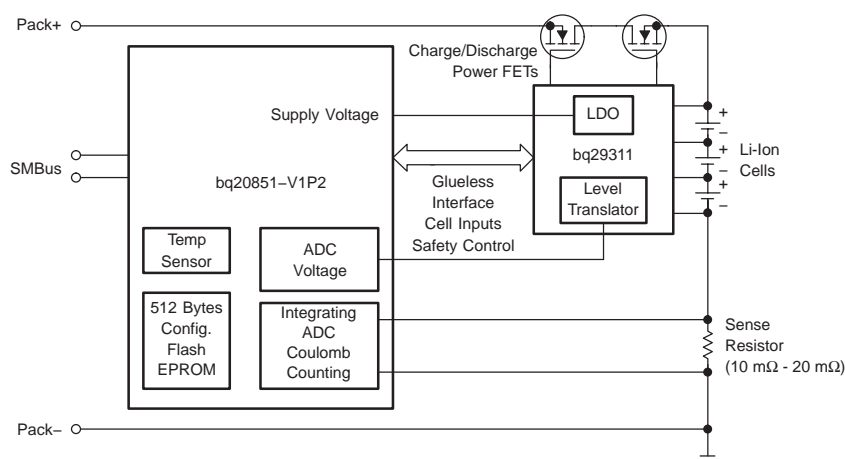 Pack+
Charge/Discharge
Power FETs
Supply Voltage
LDO
bq29311
+
−
+
−
+
−
Li-Ion
Cells
SMBus
bq20851−V1P2
Glueless
Interface
Cell Inputs
Safety Control
Level
Translator
Temp
Sensor
ADC
Voltage
512 Bytes
Config.
Flash
EPROM
Integrating
ADC
Coulomb
Counting
Sense
Resistor
(10 mΩ - 20 mΩ)
Pack−